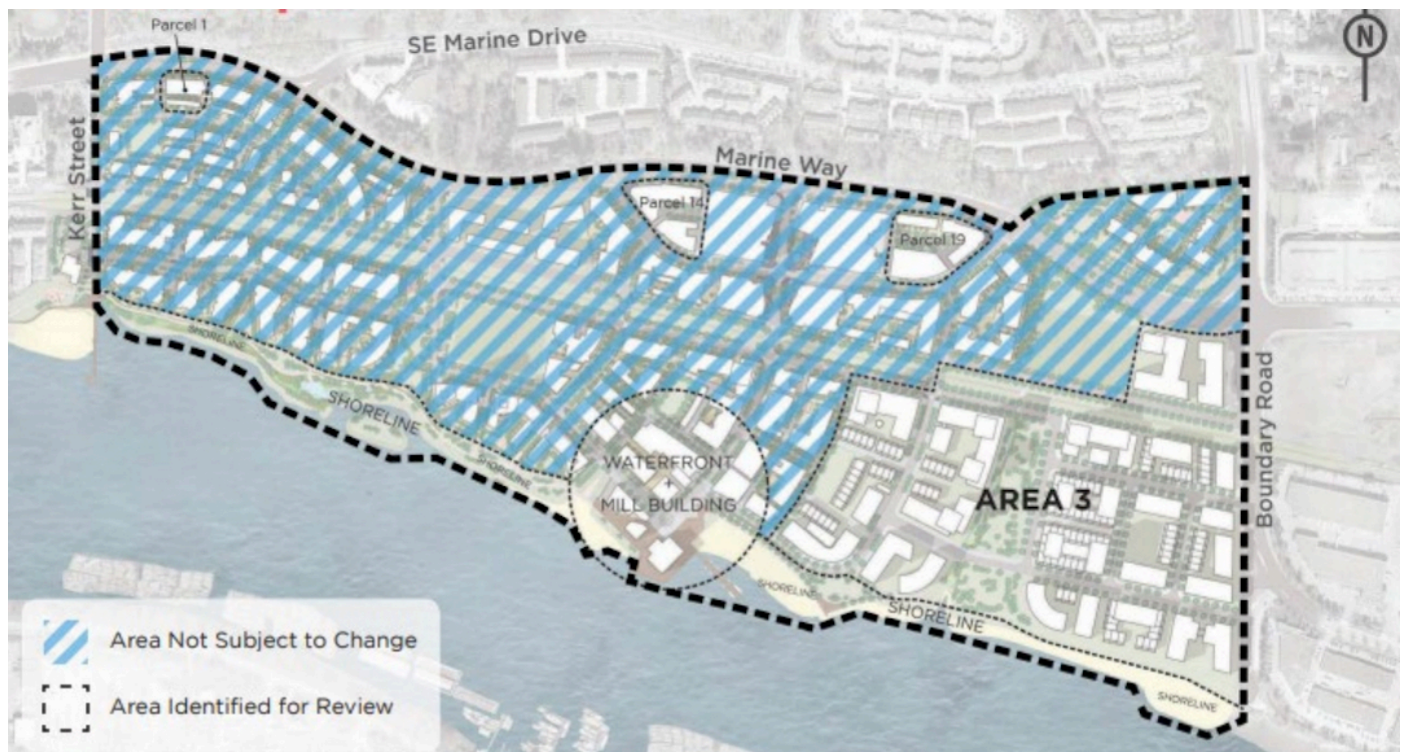 Parcel 1
SE Marine Drive
N
Kerr Street
Marine Way
Parcel 14
Parcel 19
SHORELINE
SHORELINE
SHORELINE
WATERFRONT
+
MILL BUILDING
AREA 3
Boundary Road
SHORELINE
SHORELINE
SHORELINE
Area Not Subject to Change
Area Identified for Review